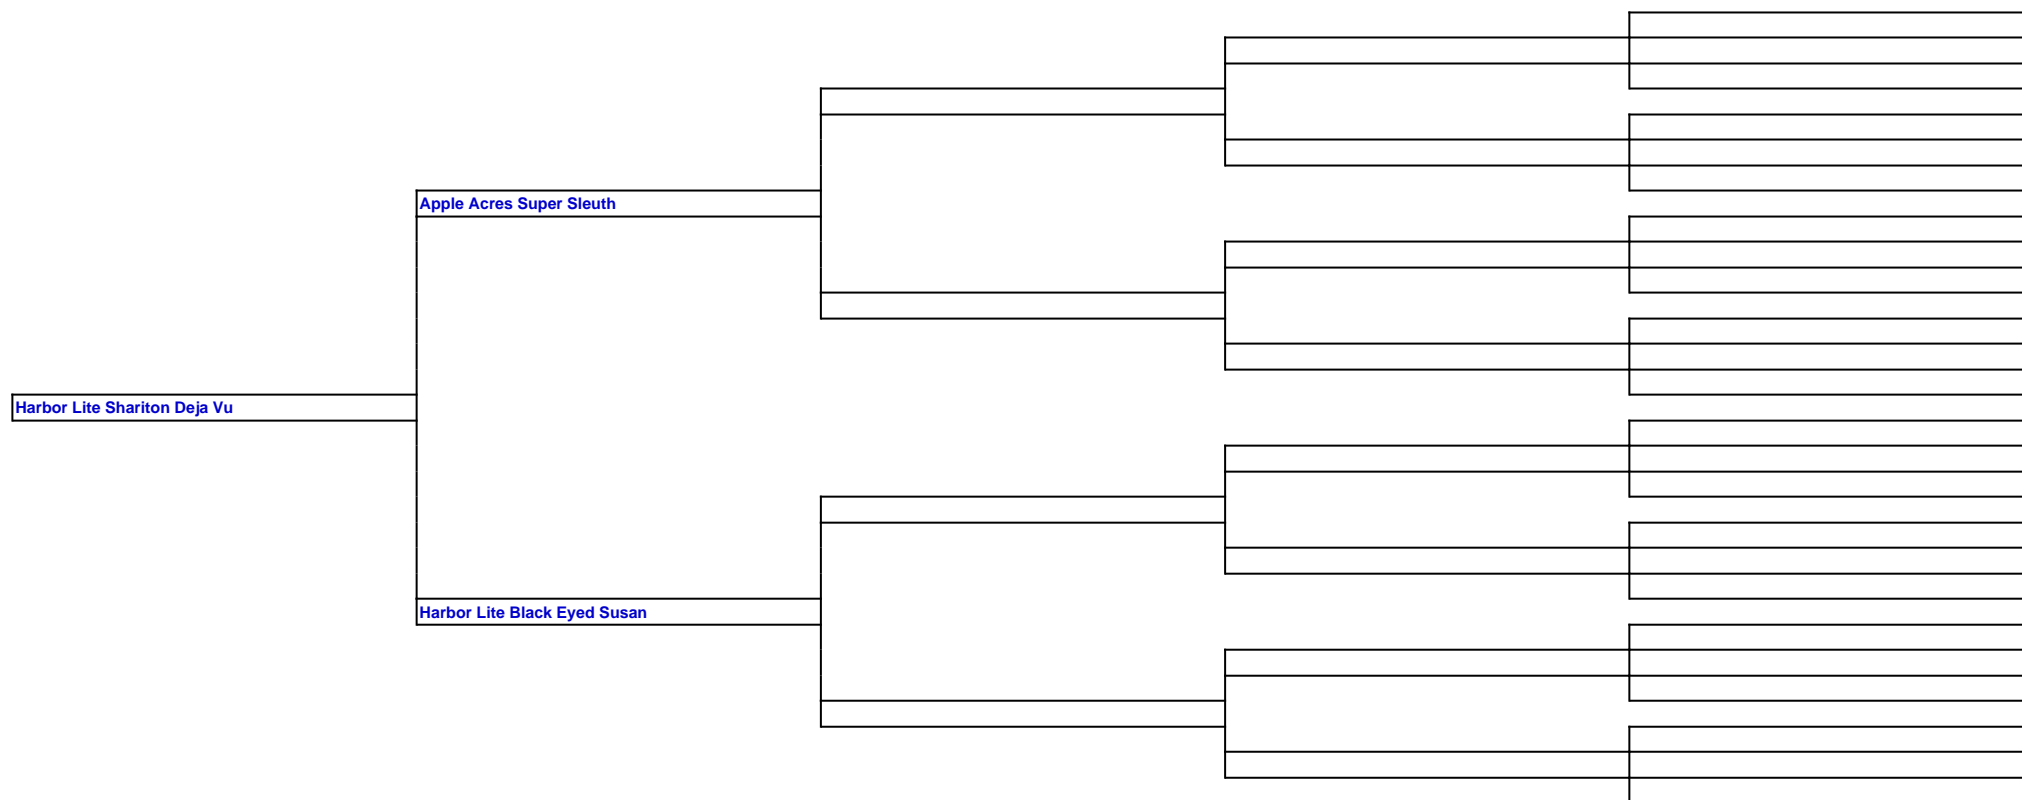 Apple Acres Super Sleuth
Harbor Lite Shariton Deja Vu
Harbor Lite Black Eyed Susan